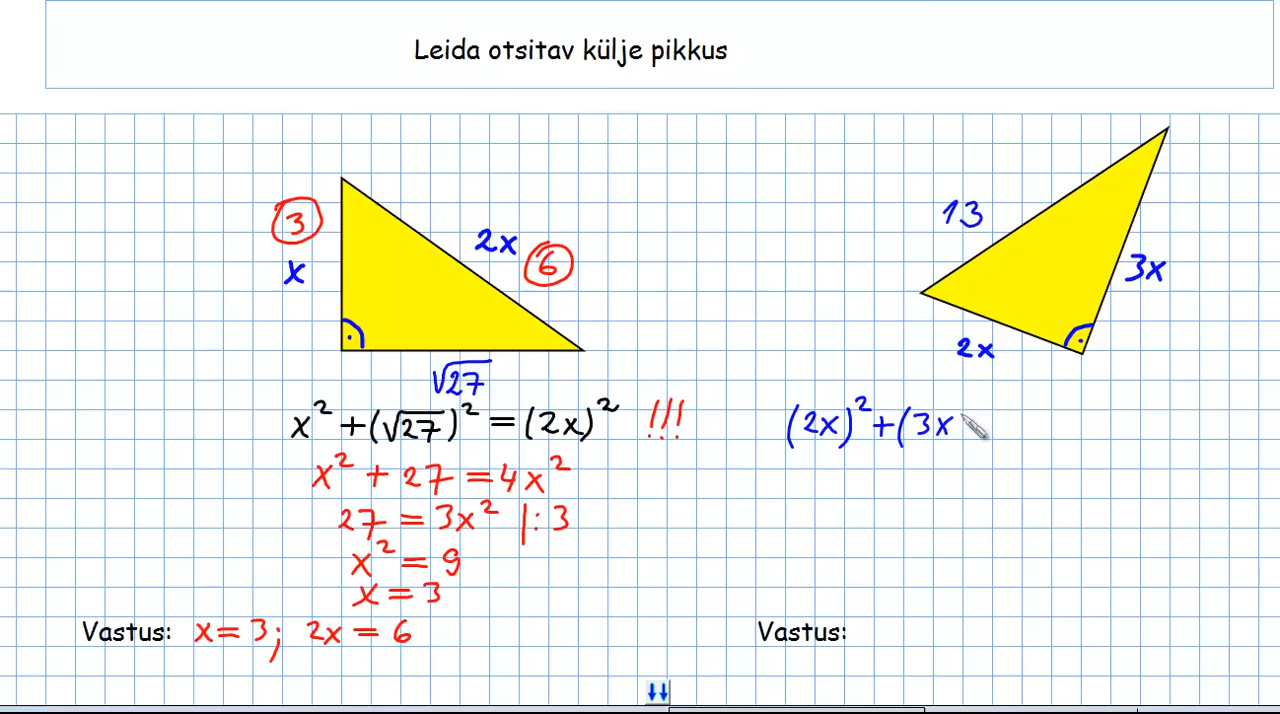 Leida otsitav külje pikkus
3
x
2x
6
√27
x² + (√27)² = (2x)² !!!
x² + 27 = 4x²
27 = 3x² |: 3
x² = 9
x = 3
Vastus: x = 3; 2x = 6
13
3x
2x
(2x)² + (3x
Vastus: